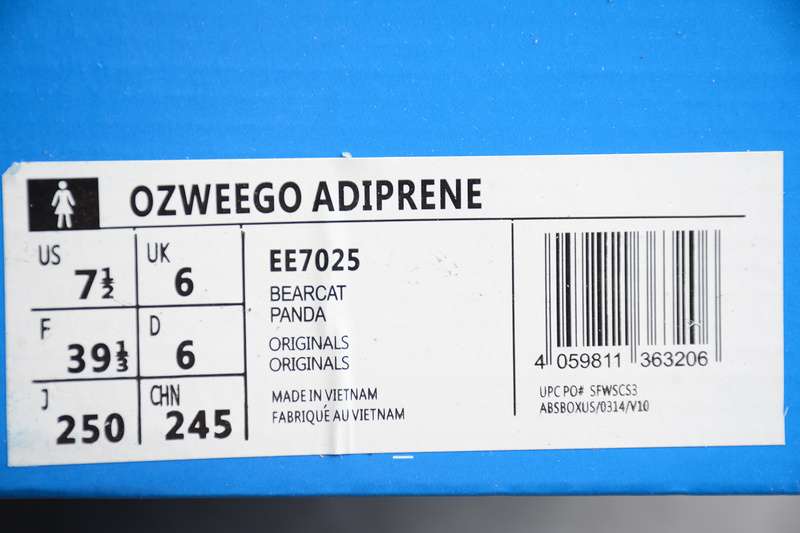 OZWEEGO ADIPRENE
US 7½
UK 6
F 39⅓
D 6
J 250
CHN 245
EE7025
BEARCAT
PANDA
ORIGINALS
ORIGINALS
MADE IN VIETNAM
FABRIQUÉ AU VIETNAM
4 059811 363206
UPC PO# SFWSCS3
ABSBOXUS/0314/V10